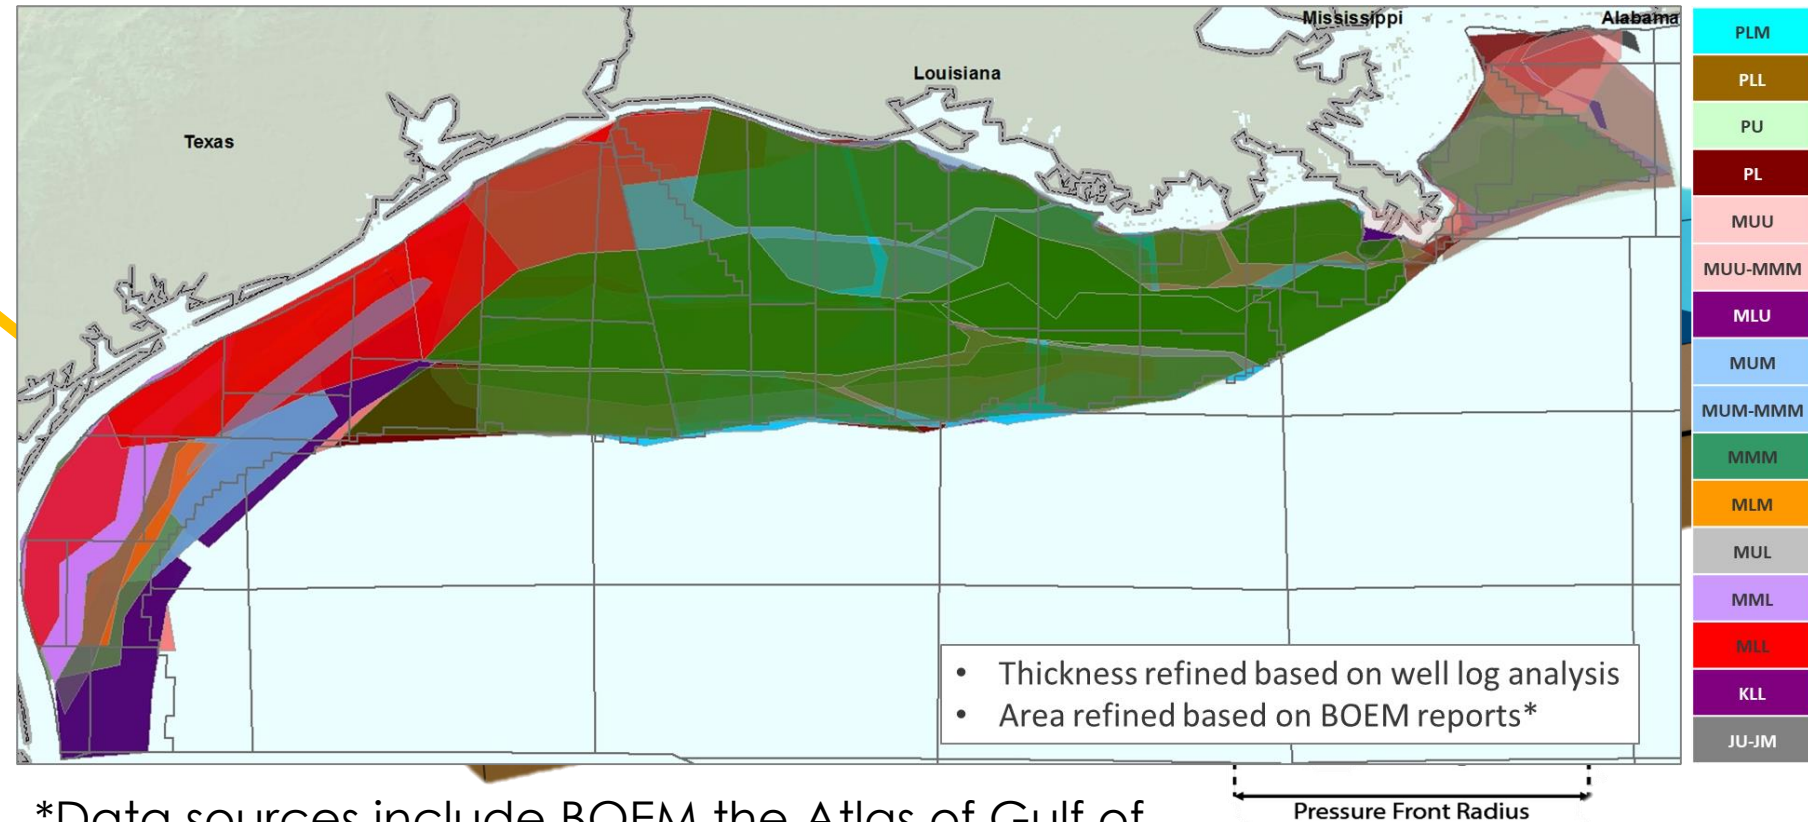 Mississippi
Alabama
Louisiana
Texas
PLM
PLL
PU
PL
MUU
MUU-MMM
MLU
MUM
MUM-MMM
MMM
MLM
MUL
MML
MLL
KLL
JU-JM
• Thickness refined based on well log analysis
• Area refined based on BOEM reports*
Pressure Front Radius
*Data sources include BOEM the Atlas of Gulf of